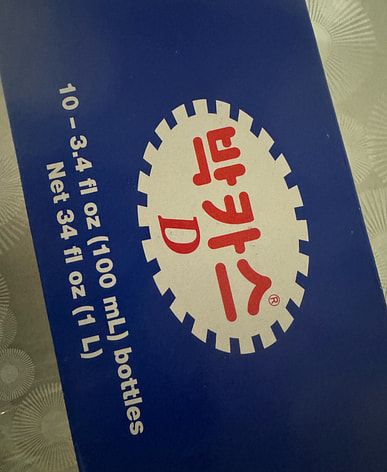 박카스®
D
10 – 3.4 fl oz (100 mL) bottles
Net 34 fl oz (1 L)